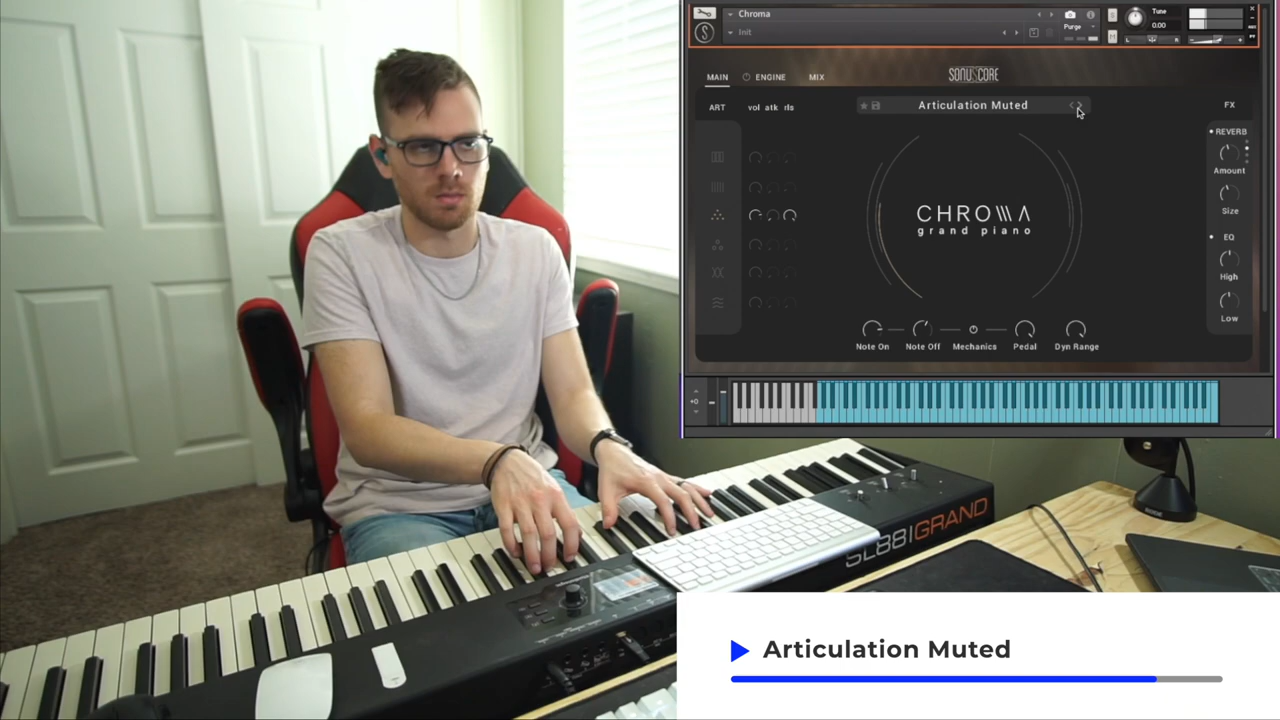 Chroma
Init
Purge
Tune
0.00
L
R
SONUSCORE
MAIN
ENGINE
MIX
ART
vol atk rls
Articulation Muted
FX
REVERB
Amount
Size
EQ
High
Low
CHROMA
grand piano
Note On
Note Off
Mechanics
Pedal
Dyn Range
+0
SL88|GRAND
Articulation Muted